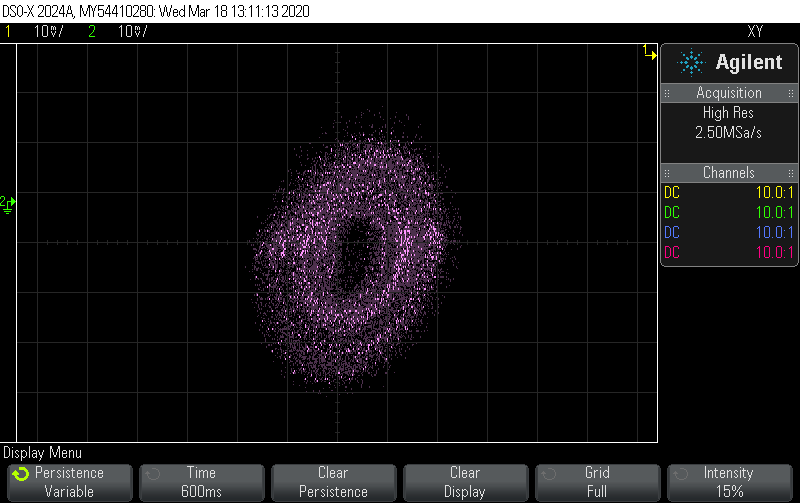 DSO-X 2024A, MY54410280: Wed Mar 18 13:11:13 2020
1 10mV/ 2 10mV/ XY
1
Agilent
Acquisition
High Res
2.50MSa/s
Channels
DC 10.0:1
2 DC 10.0:1
DC 10.0:1
DC 10.0:1
Display Menu
Persistence Time Clear Clear Grid Intensity
Variable 600ms Persistence Display Full 15%